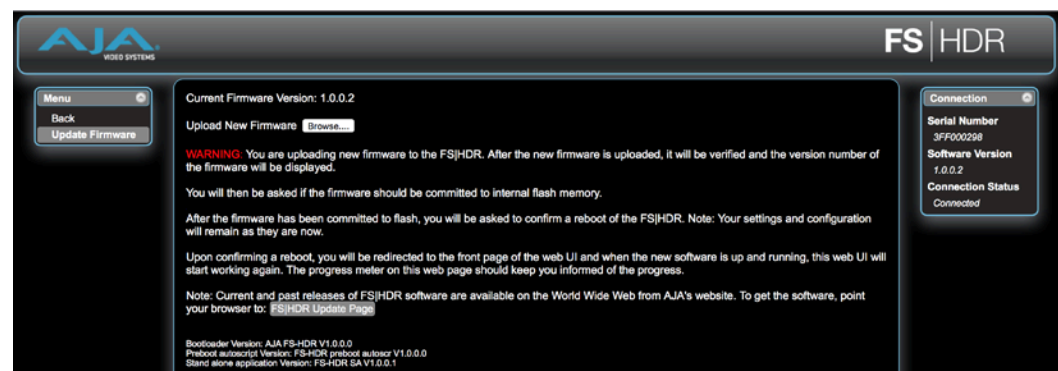 AJA
VIDEO SYSTEMS
FS|HDR
Menu
Back
Update Firmware
Current Firmware Version: 1.0.0.2
Upload New Firmware Browse....
WARNING: You are uploading new firmware to the FS|HDR. After the new firmware is uploaded, it will be verified and the version number of
the firmware will be displayed.
You will then be asked if the firmware should be committed to internal flash memory.
After the firmware has been committed to flash, you will be asked to confirm a reboot of the FS|HDR. Note: Your settings and configuration
will remain as they are now.
Upon confirming a reboot, you will be redirected to the front page of the web UI and when the new software is up and running, this web UI will
start working again. The progress meter on this web page should keep you informed of the progress.
Note: Current and past releases of FS|HDR software are available on the World Wide Web from AJA's website. To get the software, point
your browser to: FS|HDR Update Page
Bootloader Version: AJA FS-HDR V1.0.0.0
Preboot autoscript Version: FS-HDR preboot autoscr V1.0.0.0
Stand alone application Version: FS-HDR SA V1.0.0.1
Connection
Serial Number
3FF000298
Software Version
1.0.0.2
Connection Status
Connected